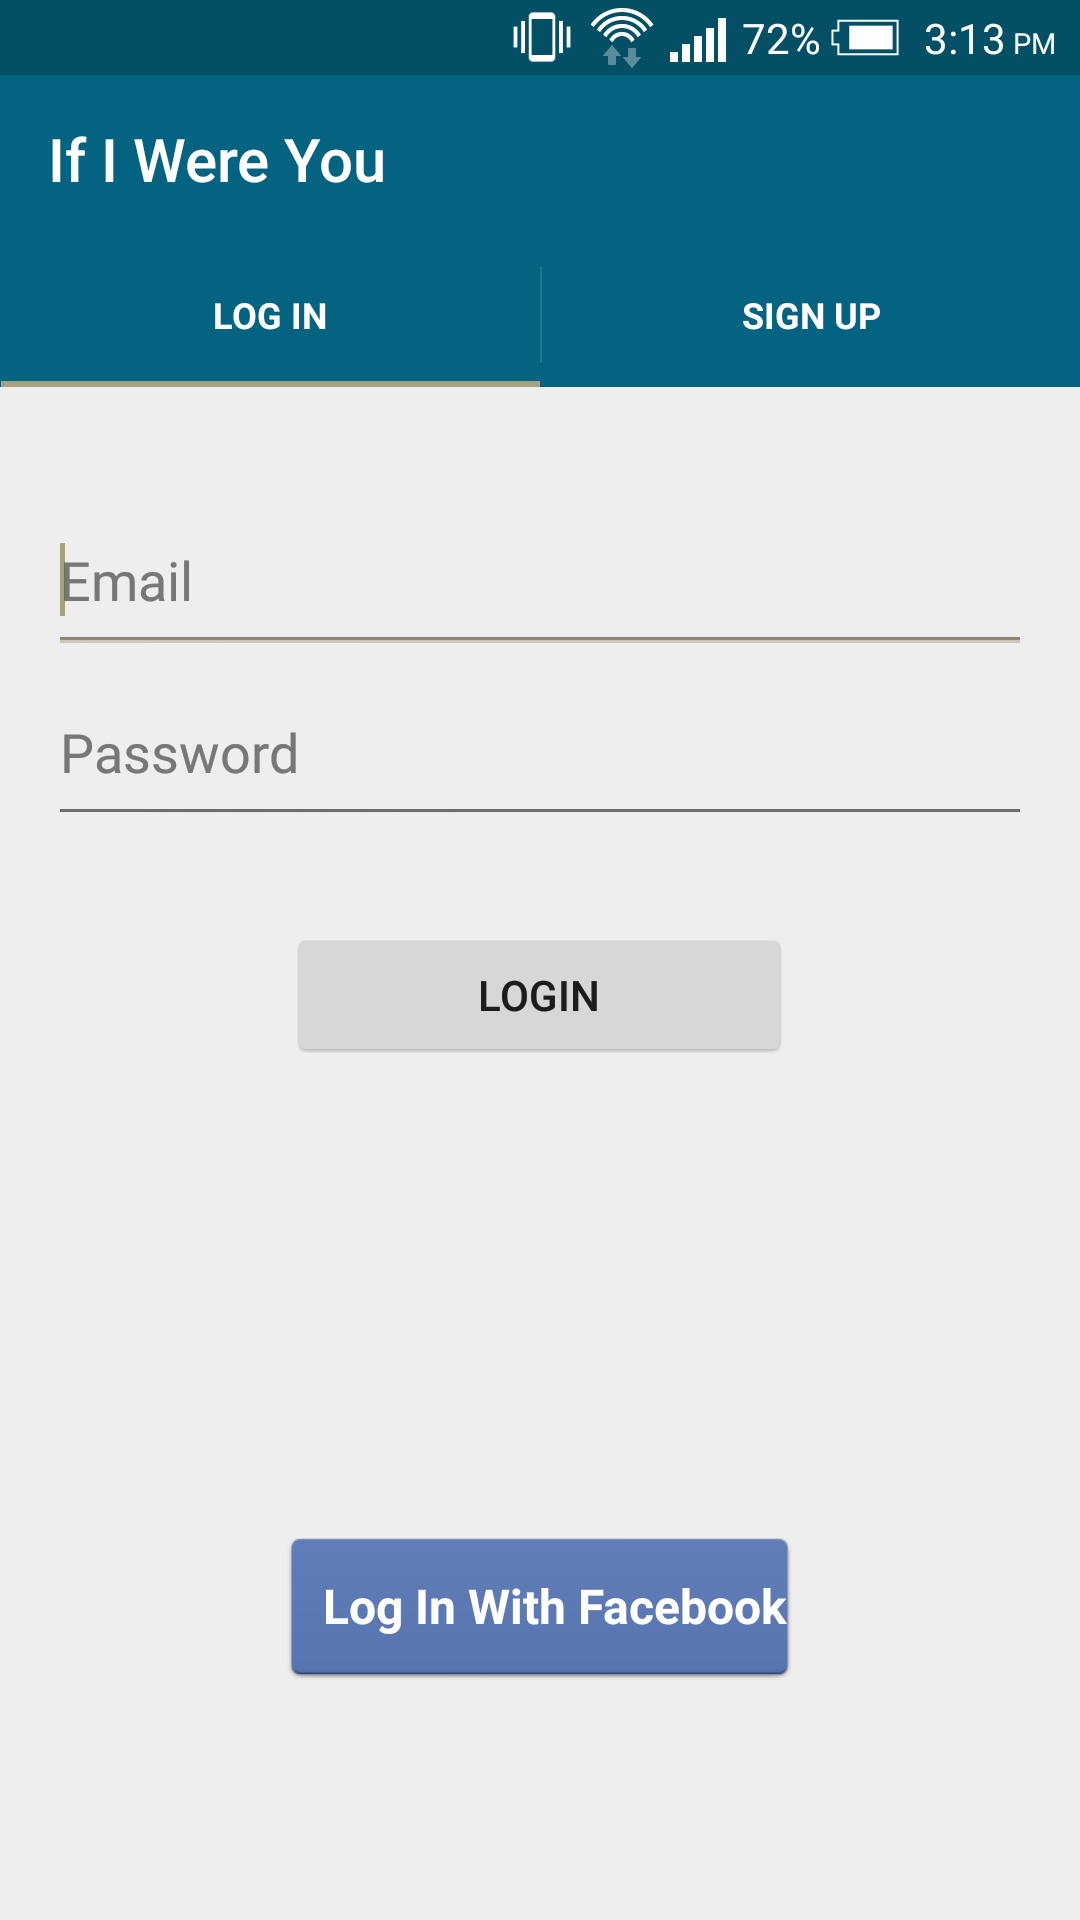 72% 3:13 PM
If I Were You
LOG IN SIGN UP
Email
Password
LOGIN
Log In With Facebook